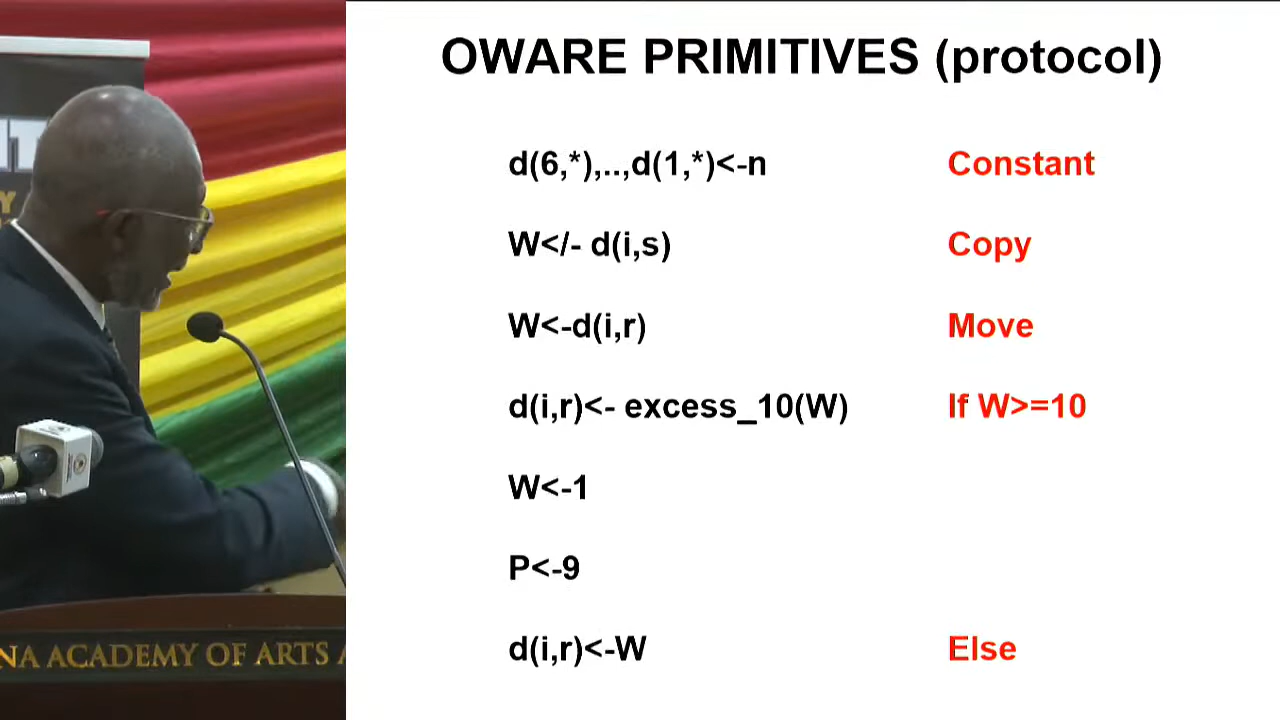 OWARE PRIMITIVES (protocol)
d(6,*),..,d(1,*)<-n Constant
W</- d(i,s) Copy
W<-d(i,r) Move
d(i,r)<- excess_10(W) If W>=10
W<-1
P<-9
d(i,r)<-W Else
NA ACADEMY OF ARTS A